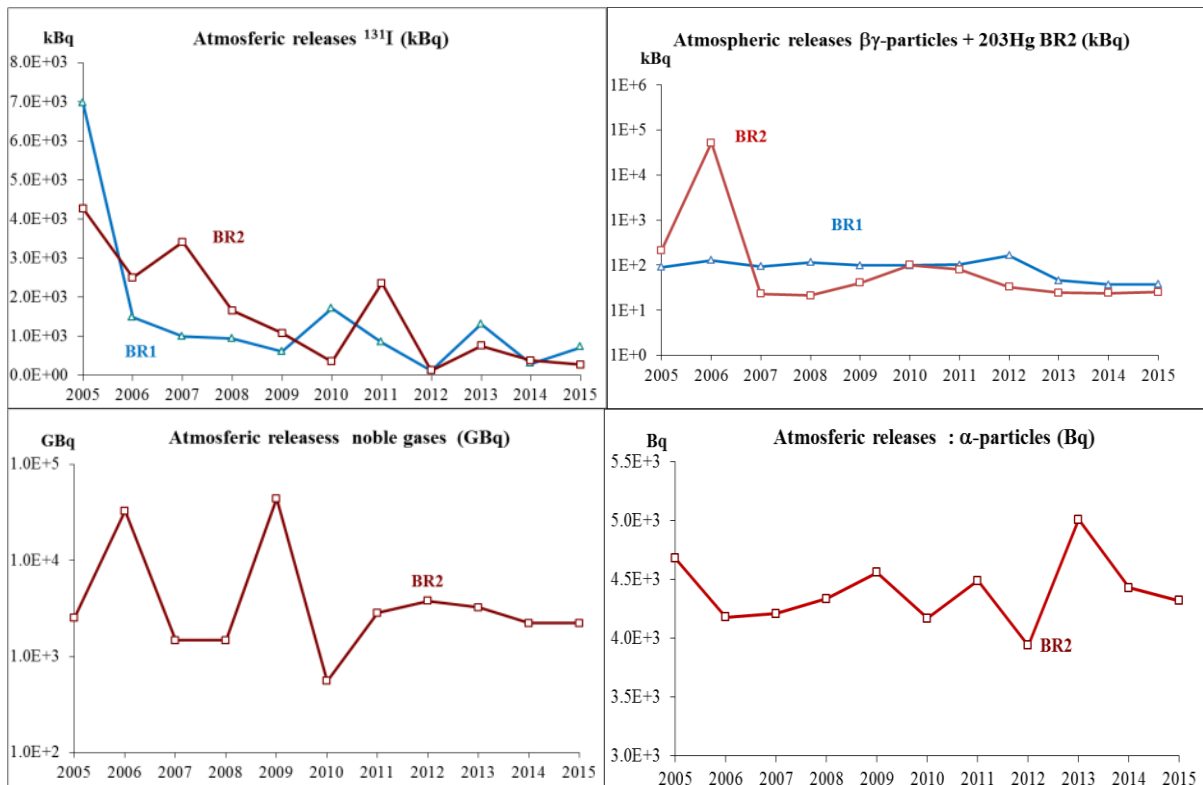 Atmosferic releases ¹³¹I (kBq)
kBq
8.0E+03
7.0E+03
6.0E+03
5.0E+03
4.0E+03
3.0E+03
2.0E+03
1.0E+03
0.0E+00
BR2
BR1
2005 2006 2007 2008 2009 2010 2011 2012 2013 2014 2015
Atmospheric releases βγ-particles + 203Hg BR2 (kBq)
kBq
1E+6
1E+5
1E+4
1E+3
1E+2
1E+1
1E+0
BR2
BR1
2005 2006 2007 2008 2009 2010 2011 2012 2013 2014 2015
Atmosferic releasess noble gases (GBq)
GBq
1.0E+5
1.0E+4
1.0E+3
1.0E+2
BR2
2005 2006 2007 2008 2009 2010 2011 2012 2013 2014 2015
Atmosferic releases : α-particles (Bq)
Bq
5.5E+3
5.0E+3
4.5E+3
4.0E+3
3.5E+3
3.0E+3
BR2
2005 2006 2007 2008 2009 2010 2011 2012 2013 2014 2015